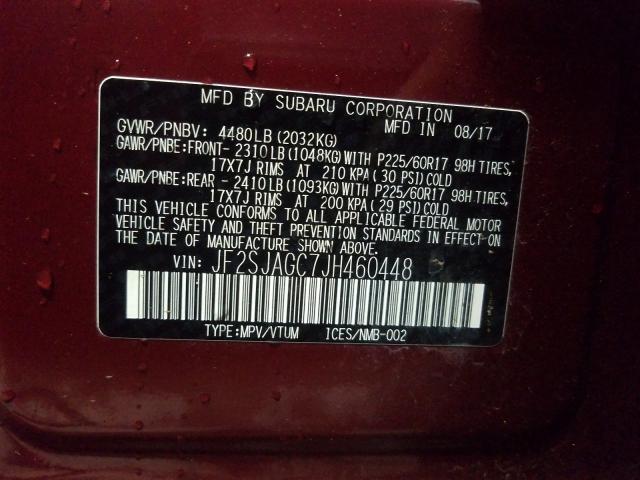 MFD BY SUBARU CORPORATION
GVWR/PNBV: 4480LB(2032KG) MFD IN 08/17
GAWR/PNBE:FRONT- 2310LB(1048KG)WITH P225/60R17 98H TIRES,
17X7J RIMS AT 210 KPA( 30 PSI)COLD
GAWR/PNBE:REAR - 2410LB(1093KG)WITH P225/60R17 98H TIRES,
17X7J RIMS AT 200 KPA( 29 PSI)COLD
THIS VEHICLE CONFORMS TO ALL APPLICABLE FEDERAL MOTOR
VEHICLE SAFETY AND THEFT PREVENTION STANDARDS IN EFFECT ON
THE DATE OF MANUFACTURE SHOWN ABOVE.
VIN: JF2SJAGC7JH460448
TYPE:MPV/VTUM ICES/NMB-002